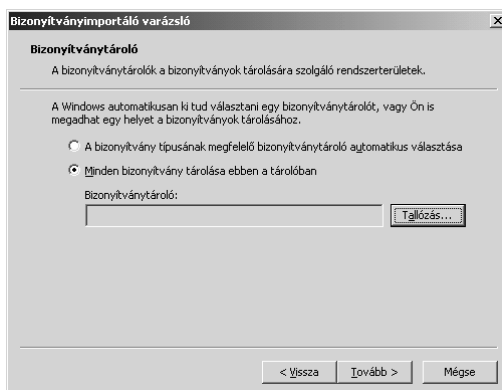 Bizonyítványimportáló varázsló
Bizonyítványtároló
A bizonyítványtárolók a bizonyítványok tárolására szolgáló rendszerterületek.
A Windows automatikusan ki tud választani egy bizonyítványtárolót, vagy Ön is
megadhat egy helyet a bizonyítványok tárolásához.
A bizonyítvány típusának megfelelő bizonyítványtároló automatikus választása
Minden bizonyítvány tárolása ebben a tárolóban
Bizonyítványtároló:
Tallózás...
< Vissza
Tovább >
Mégse